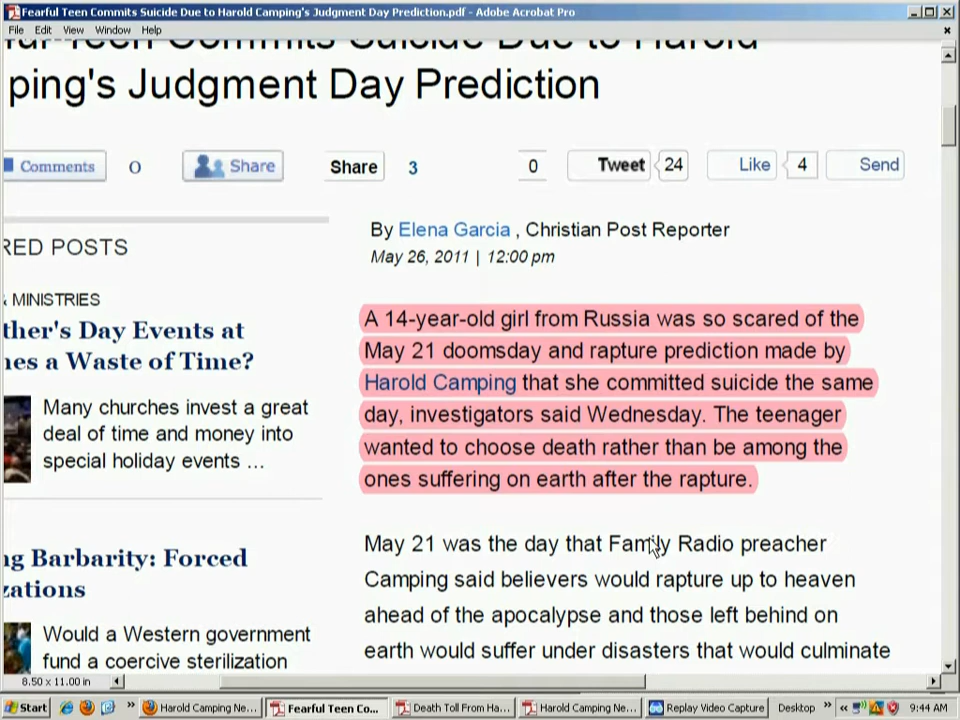 Fearful Teen Commits Suicide Due to Harold Camping's Judgment Day Prediction.pdf - Adobe Acrobat Pro
File Edit View Window Help
ful Teen Commits Suicide Due to Harold
ping's Judgment Day Prediction
Comments 0 Share Share 3 0 Tweet 24 Like 4 Send
RED POSTS
& MINISTRIES
ther's Day Events at
nes a Waste of Time?
Many churches invest a great
deal of time and money into
special holiday events ...
ng Barbarity: Forced
zations
Would a Western government
fund a coercive sterilization
By Elena Garcia , Christian Post Reporter
May 26, 2011 | 12:00 pm
A 14-year-old girl from Russia was so scared of the
May 21 doomsday and rapture prediction made by
Harold Camping that she committed suicide the same
day, investigators said Wednesday. The teenager
wanted to choose death rather than be among the
ones suffering on earth after the rapture.
May 21 was the day that Family Radio preacher
Camping said believers would rapture up to heaven
ahead of the apocalypse and those left behind on
earth would suffer under disasters that would culminate
8.50 x 11.00 in
Start » Harold Camping Ne... Fearful Teen Co... Death Toll From Ha... Harold Camping Ne... Replay Video Capture Desktop » « 9:44 AM